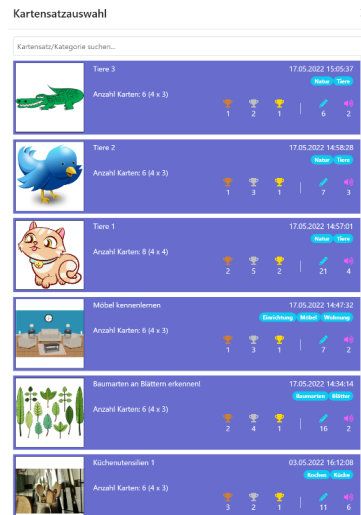 Kartensatzauswahl
Kartensatz/Kategorie suchen...
Tiere 3 17.05.2022 15:05:37
Natur Tiere
Anzahl Karten: 6 (4 x 3)
1 2 1 6 2
Tiere 2 17.05.2022 14:58:28
Natur Tiere
Anzahl Karten: 6 (4 x 3)
1 3 1 7 3
Tiere 1 17.05.2022 14:57:01
Natur Tiere
Anzahl Karten: 8 (4 x 4)
2 5 2 21 4
Möbel kennenlernen 17.05.2022 14:47:32
Einrichtung Möbel Wohnung
Anzahl Karten: 6 (4 x 3)
1 3 1 7 2
Baumarten an Blättern erkennen! 17.05.2022 14:34:14
Baumarten Blätter
Anzahl Karten: 6 (4 x 3)
2 4 1 16 2
Küchenutensilien 1 03.05.2022 16:12:08
Kochen Küche
Anzahl Karten: 6 (4 x 3)
3 2 1 11 6